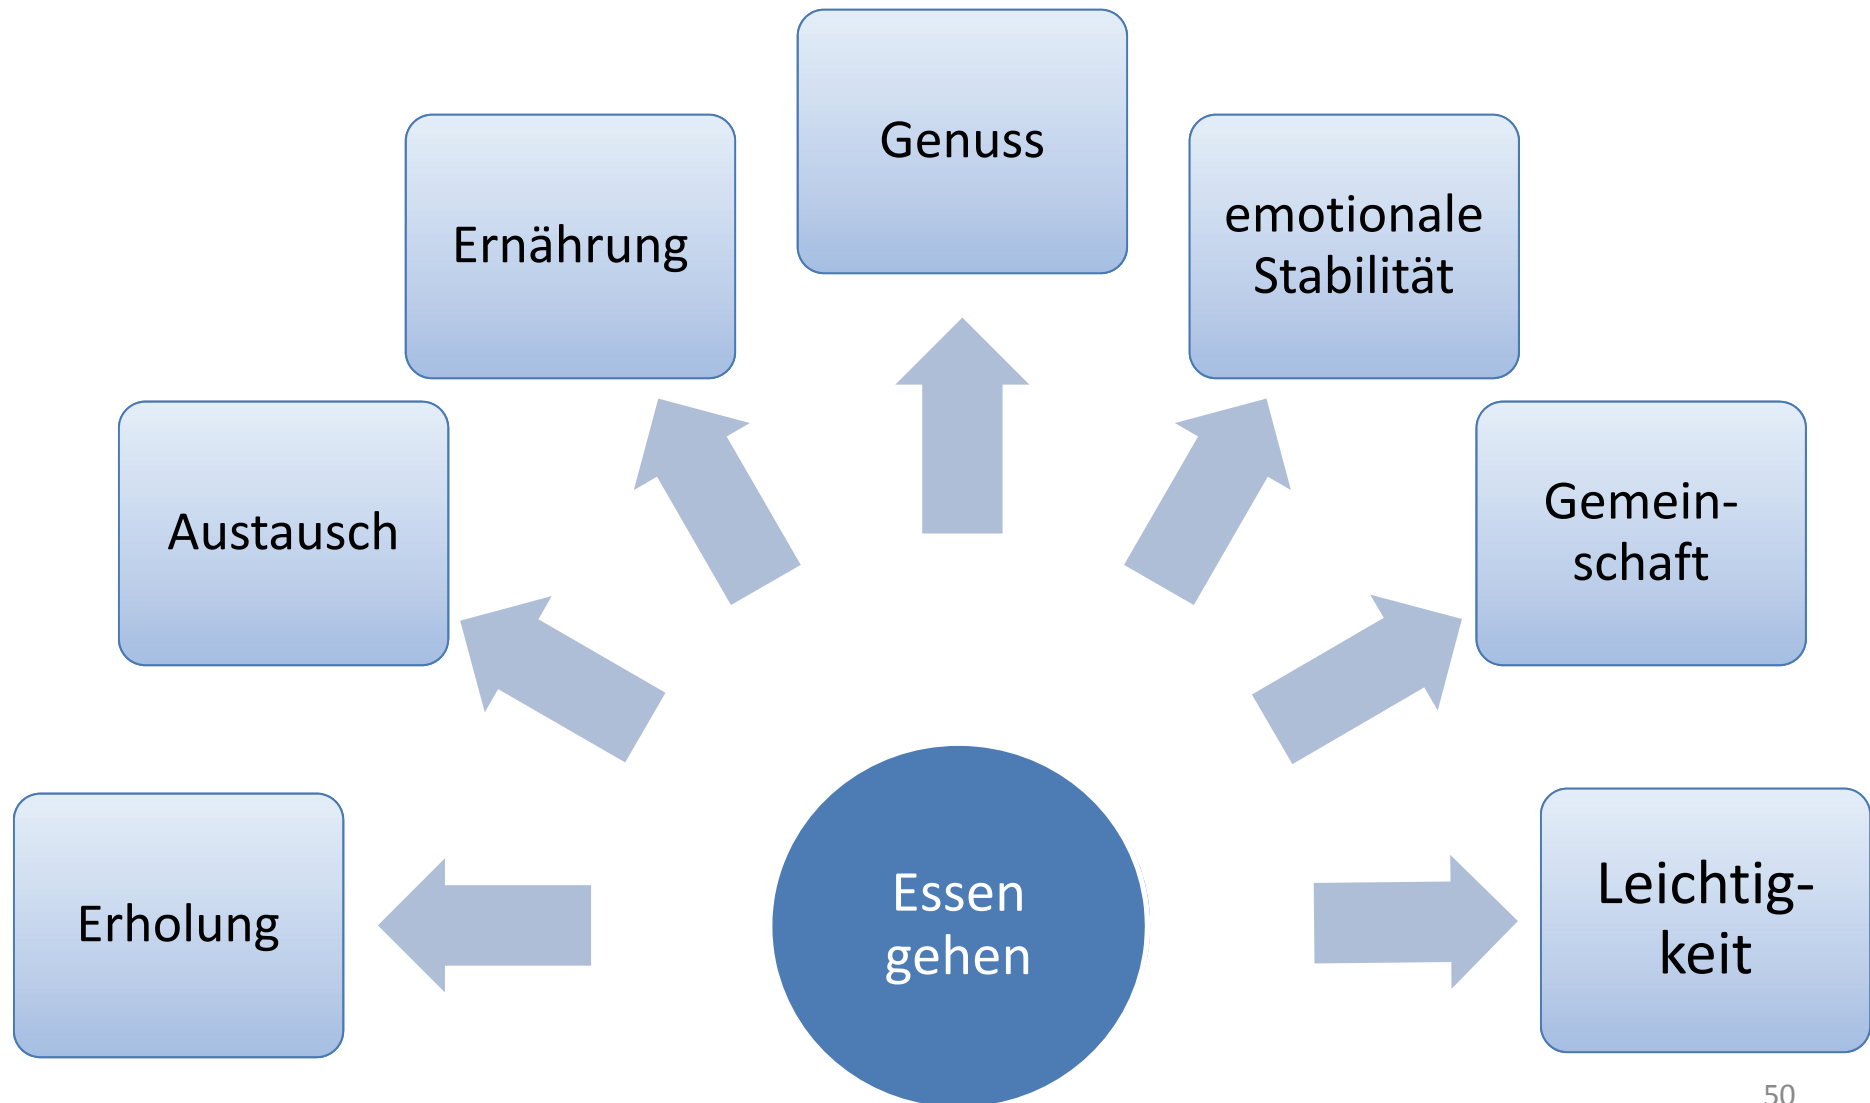 Genuss
Ernährung
emotionale
Stabilität
Austausch
Gemein-
schaft
Erholung
Essen
gehen
Leichtig-
keit
50